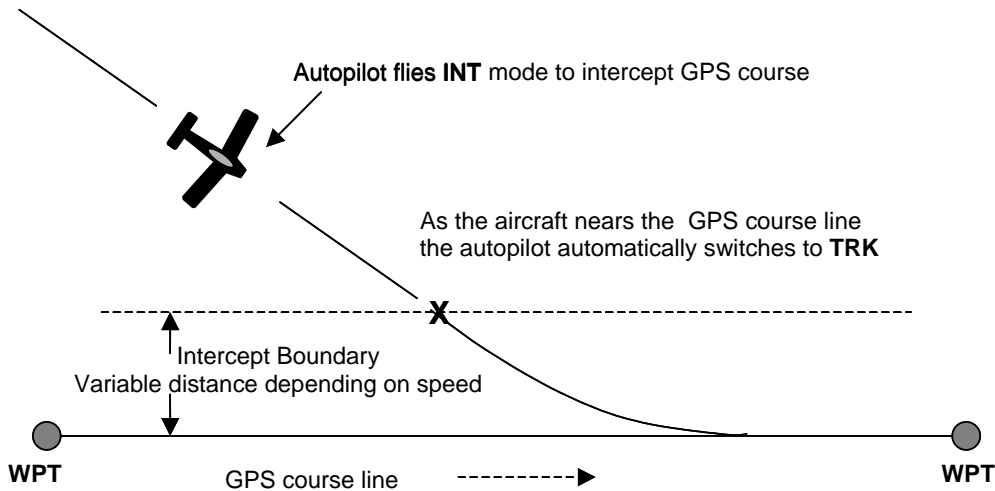 Autopilot flies INT mode to intercept GPS course
As the aircraft nears the GPS course line
the autopilot automatically switches to TRK
X
Intercept Boundary
Variable distance depending on speed
WPT
GPS course line
WPT